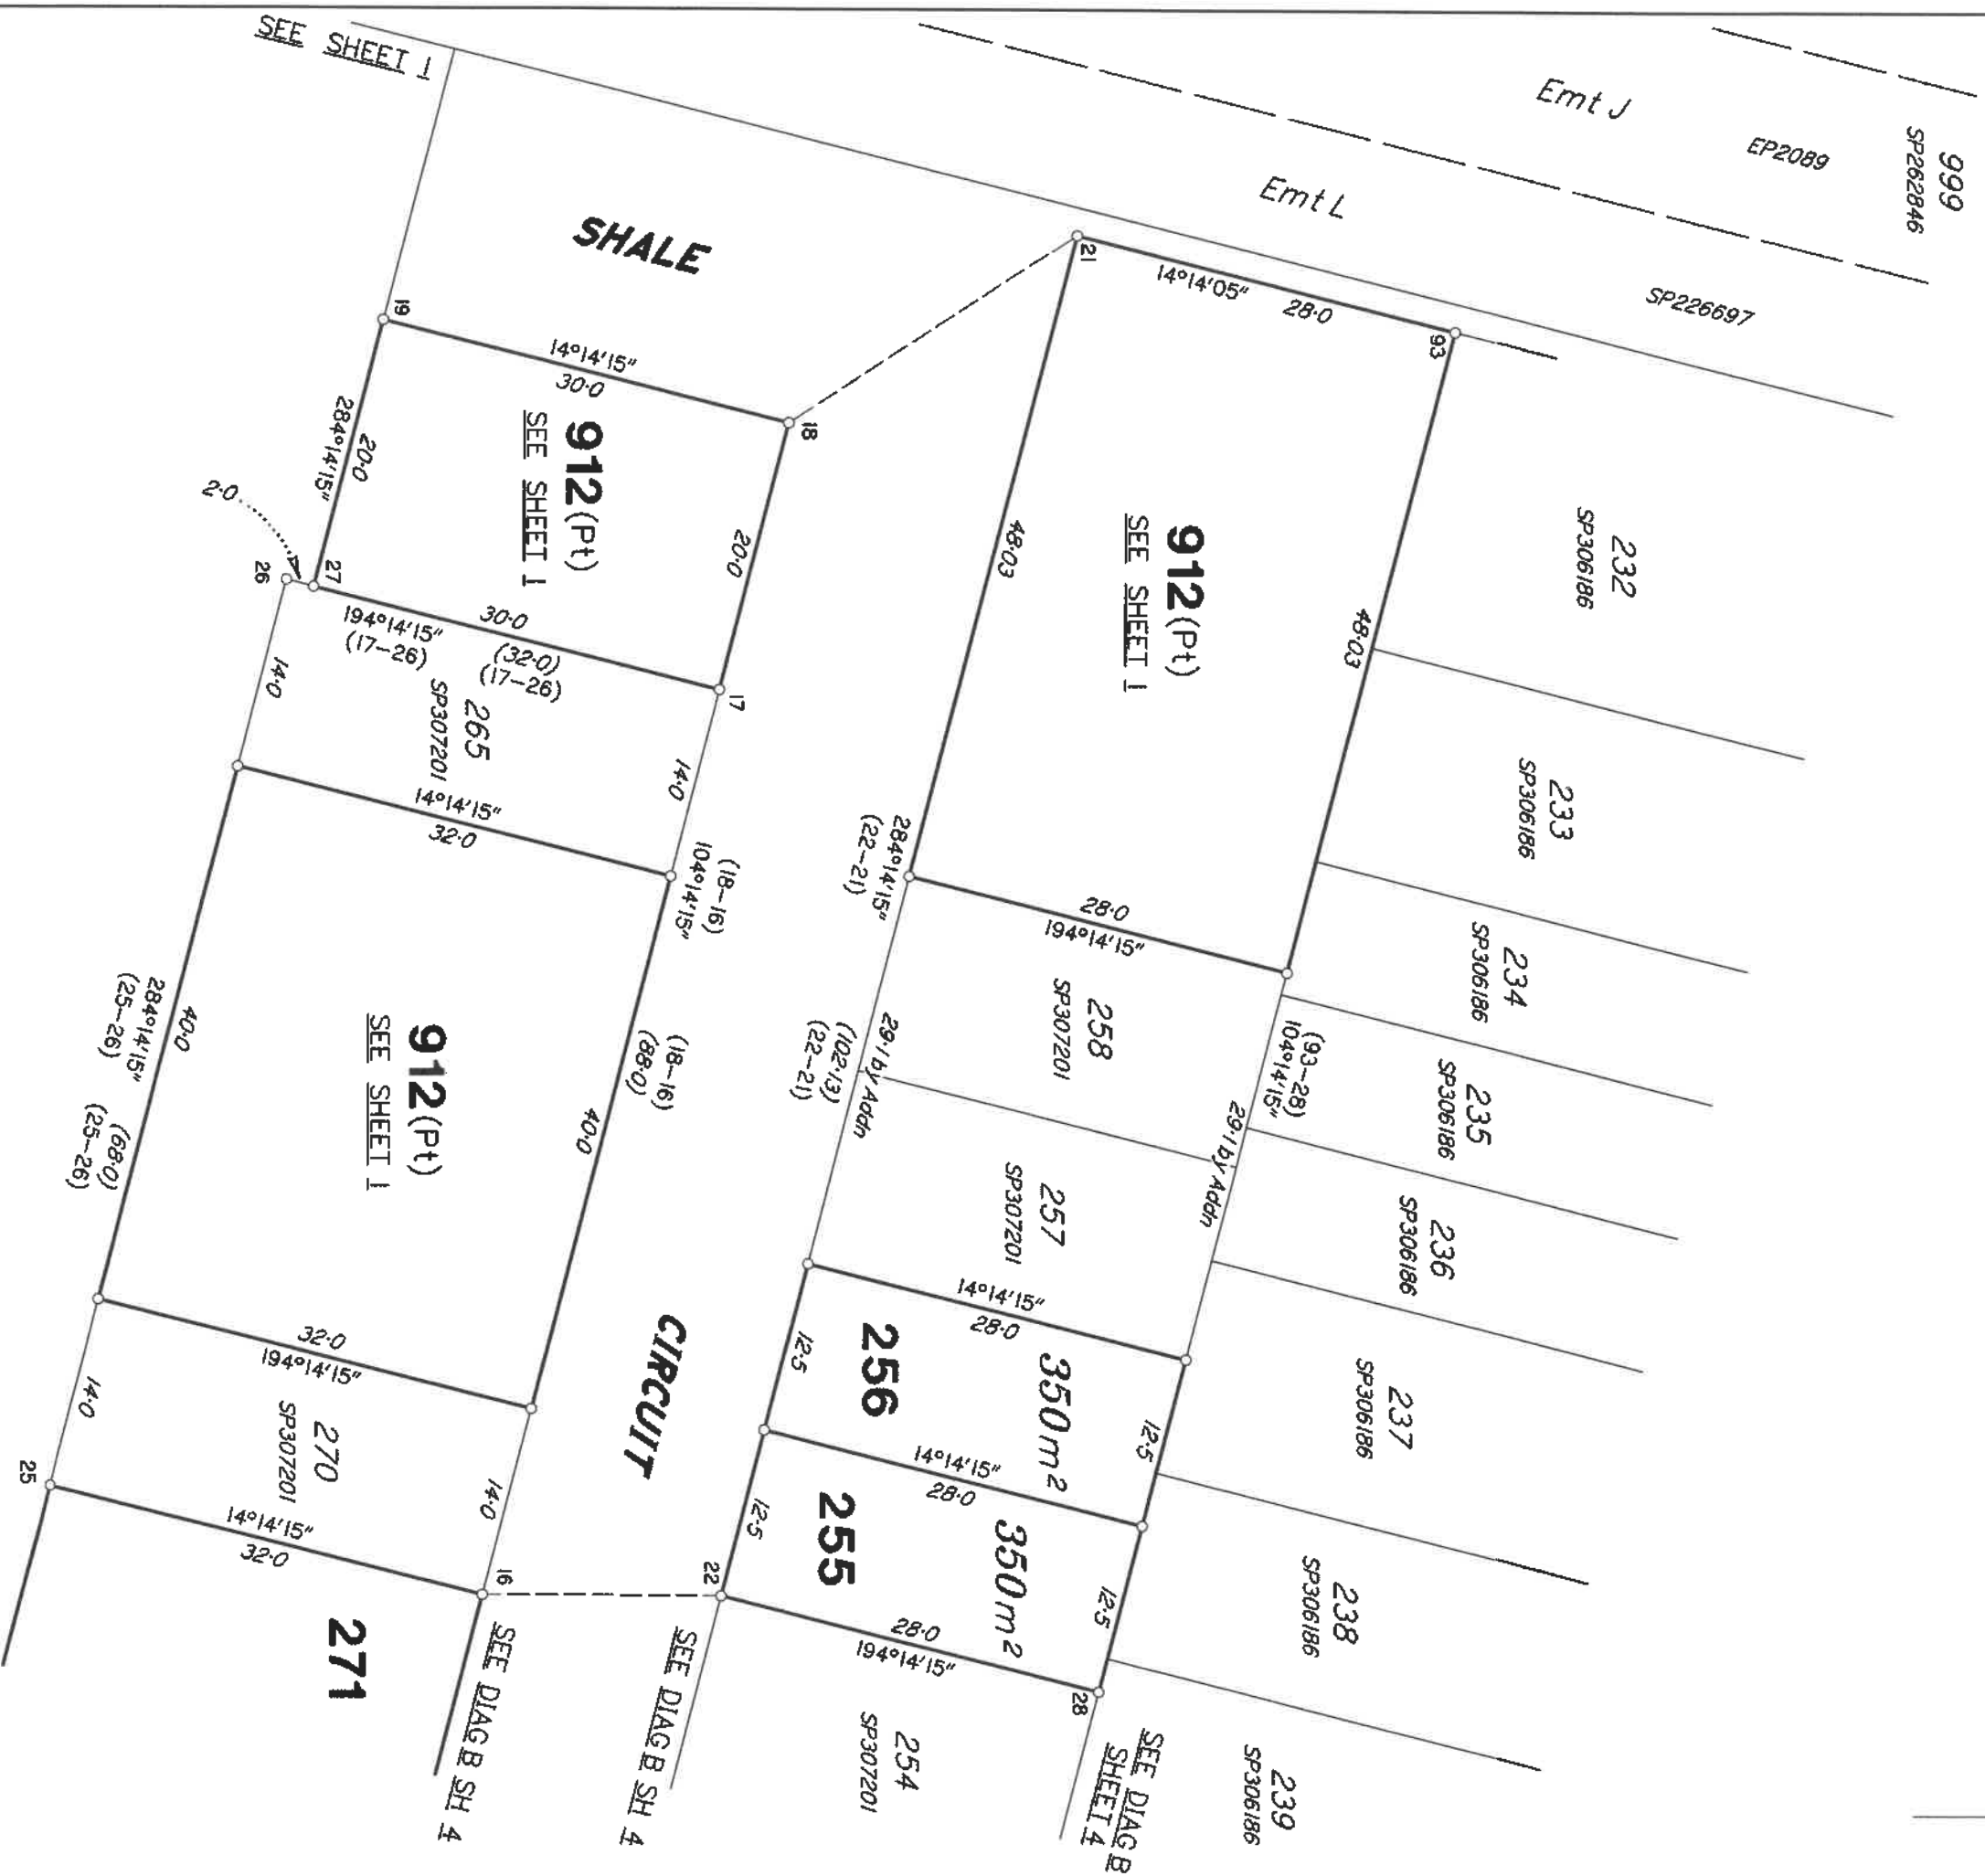 SEE SHEET 1
Emt J
EP2089
999
SP262846
Emt L
SP226697
SHALE
21
14°14'05"
28·0
93
19
14°14'15"
30·0
18
912(Pt)
SEE SHEET 1
20·0
284°14'15"
20·0
2·0
26
27
30·0
194°14'15"
(17-26)
(32·0)
(17-26)
17
48·03
912(Pt)
SEE SHEET 1
48·03
232
SP306186
233
SP306186
234
SP306186
235
SP306186
236
SP306186
237
SP306186
238
SP306186
239
SP306186
14·0
265
SP307201
14·0
14°14'15"
32·0
(18-16)
104°14'15"
284°14'15"
(22-21)
28·0
194°14'15"
258
SP307201
(93-28)
104°14'15"
29·1 by Addn
29·1 by Addn
(102·13)
(22-21)
257
SP307201
(18-16)
(88·0)
40·0
912(Pt)
SEE SHEET 1
40·0
284°14'15"
(25-26)
(68·0)
(25-26)
CIRCUIT
14°14'15"
28·0
12·5
256
350m2
12·5
14°14'15"
28·0
12·5
255
350m2
12·5
32·0
194°14'15"
14·0
270
SP307201
14·0
25
14°14'15"
32·0
16
22
28·0
194°14'15"
28
271
SEE DIAG B SH 4
SEE DIAG B SH 4
254
SP307201
SEE DIAG B
SHEET 4